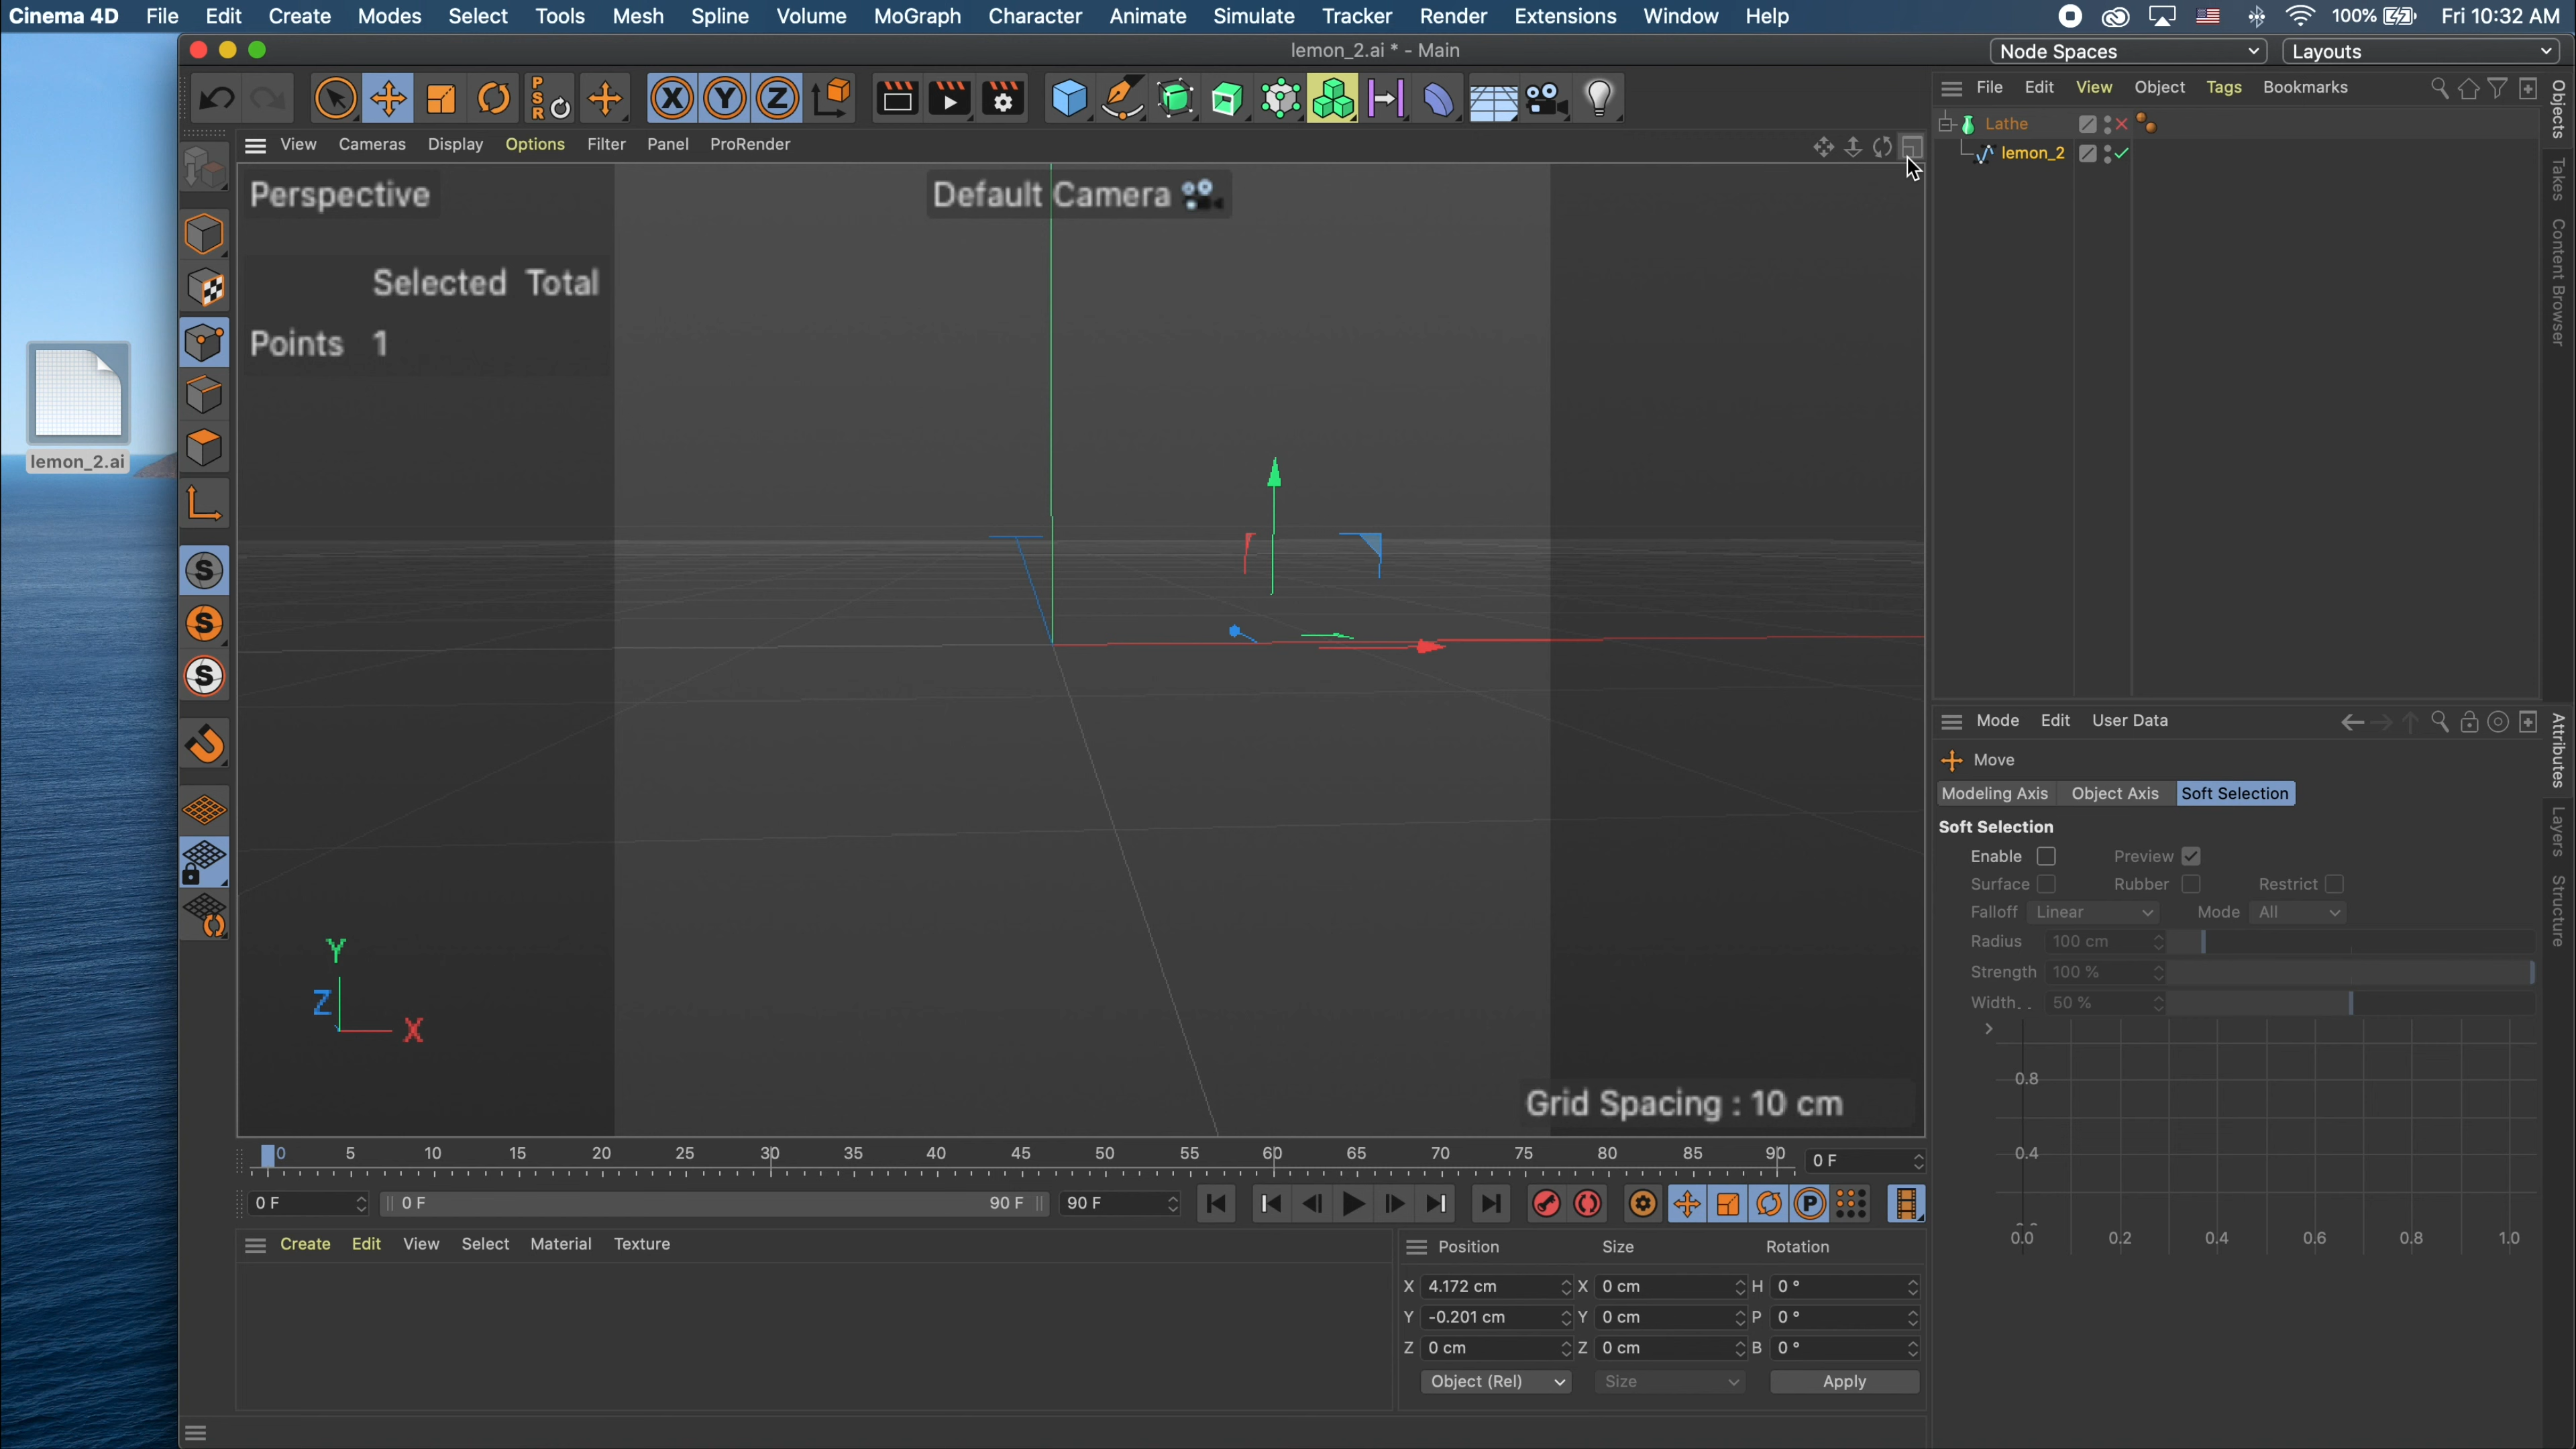 Cinema 4D File Edit Create Modes Select Tools Mesh Spline Volume MoGraph Character Animate Simulate Tracker Render Extensions Window Help 100% Fri 10:32 AM
lemon_2.ai * - Main
Node Spaces Layouts
File Edit View Object Tags Bookmarks
PSR X Y Z
View Cameras Display Options Filter Panel ProRender
Lathe
lemon_2
Objects
Takes
Content Browser
Perspective
Default Camera
Selected Total
Points 1
lemon_2.ai
S
S
S
Y
Z
X
Grid Spacing : 10 cm
Mode Edit User Data
Move
Modeling Axis Object Axis Soft Selection
Soft Selection
Enable Preview
Surface Rubber Restrict
Falloff Linear Mode All
Radius 100 cm
Strength 100 %
Width. . 50 %
0.8
0.4
0.0 0.2 0.4 0.6 0.8 1.0
Attributes
Layers
Structure
0 5 10 15 20 25 30 35 40 45 50 55 60 65 70 75 80 85 90 0 F
0 F 0 F 90 F 90 F P
Create Edit View Select Material Texture
Position Size Rotation
X 4.172 cm X 0 cm H 0 °
Y -0.201 cm Y 0 cm P 0 °
Z 0 cm Z 0 cm B 0 °
Object (Rel) Size Apply